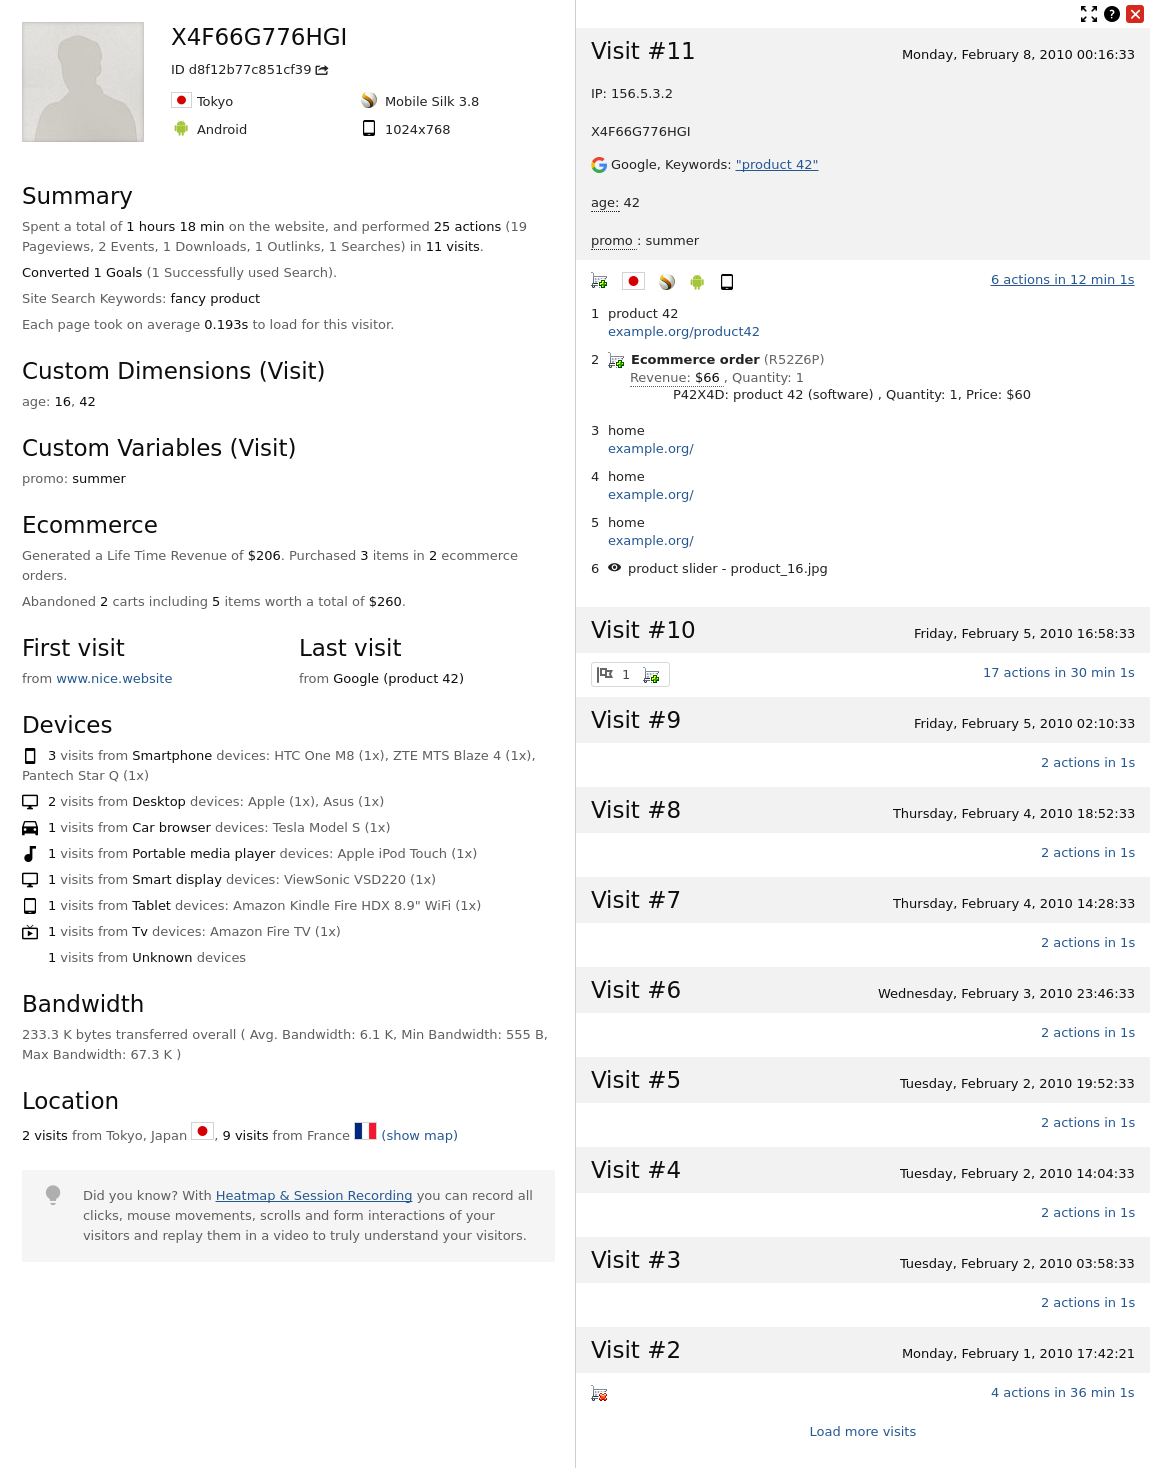 X4F66G776HGI
ID d8f12b77c851cf39
Tokyo
Mobile Silk 3.8
Android
1024x768
Summary
Spent a total of 1 hours 18 min on the website, and performed 25 actions (19
Pageviews, 2 Events, 1 Downloads, 1 Outlinks, 1 Searches) in 11 visits.
Converted 1 Goals (1 Successfully used Search).
Site Search Keywords: fancy product
Each page took on average 0.193s to load for this visitor.
Custom Dimensions (Visit)
age: 16, 42
Custom Variables (Visit)
promo: summer
Ecommerce
Generated a Life Time Revenue of $206. Purchased 3 items in 2 ecommerce
orders.
Abandoned 2 carts including 5 items worth a total of $260.
First visit
from www.nice.website
Last visit
from Google (product 42)
Devices
3 visits from Smartphone devices: HTC One M8 (1x), ZTE MTS Blaze 4 (1x),
Pantech Star Q (1x)
2 visits from Desktop devices: Apple (1x), Asus (1x)
1 visits from Car browser devices: Tesla Model S (1x)
1 visits from Portable media player devices: Apple iPod Touch (1x)
1 visits from Smart display devices: ViewSonic VSD220 (1x)
1 visits from Tablet devices: Amazon Kindle Fire HDX 8.9" WiFi (1x)
1 visits from Tv devices: Amazon Fire TV (1x)
1 visits from Unknown devices
Bandwidth
233.3 K bytes transferred overall ( Avg. Bandwidth: 6.1 K, Min Bandwidth: 555 B,
Max Bandwidth: 67.3 K )
Location
2 visits from Tokyo, Japan , 9 visits from France (show map)
Did you know? With Heatmap & Session Recording you can record all
clicks, mouse movements, scrolls and form interactions of your
visitors and replay them in a video to truly understand your visitors.
Visit #11
Monday, February 8, 2010 00:16:33
IP: 156.5.3.2
X4F66G776HGI
Google, Keywords: "product 42"
age: 42
promo : summer
6 actions in 12 min 1s
1 product 42
example.org/product42
2 Ecommerce order (R52Z6P)
Revenue: $66 , Quantity: 1
P42X4D: product 42 (software) , Quantity: 1, Price: $60
3 home
example.org/
4 home
example.org/
5 home
example.org/
6 product slider - product_16.jpg
Visit #10
Friday, February 5, 2010 16:58:33
1
17 actions in 30 min 1s
Visit #9
Friday, February 5, 2010 02:10:33
2 actions in 1s
Visit #8
Thursday, February 4, 2010 18:52:33
2 actions in 1s
Visit #7
Thursday, February 4, 2010 14:28:33
2 actions in 1s
Visit #6
Wednesday, February 3, 2010 23:46:33
2 actions in 1s
Visit #5
Tuesday, February 2, 2010 19:52:33
2 actions in 1s
Visit #4
Tuesday, February 2, 2010 14:04:33
2 actions in 1s
Visit #3
Tuesday, February 2, 2010 03:58:33
2 actions in 1s
Visit #2
Monday, February 1, 2010 17:42:21
4 actions in 36 min 1s
Load more visits